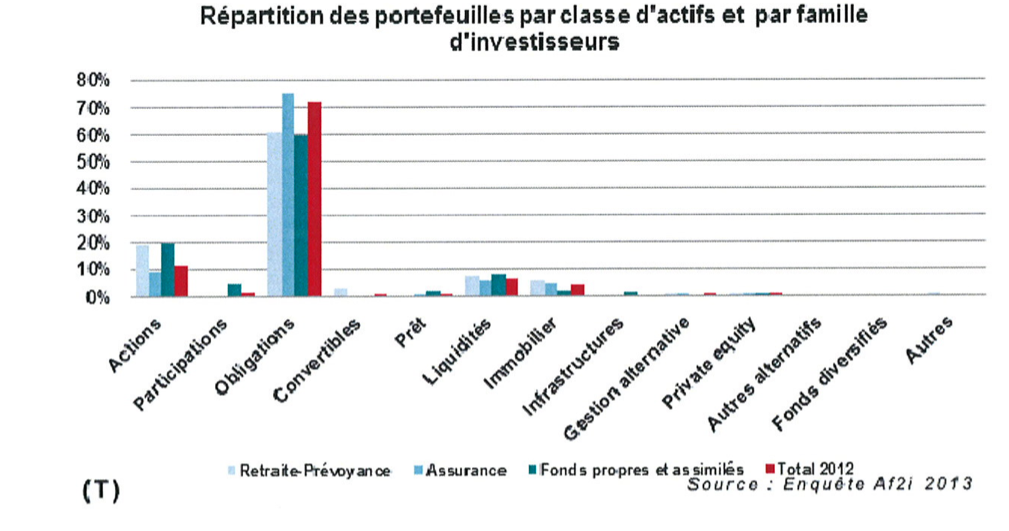 Répartition des portefeuilles par classe d'actifs et par famille
d'investisseurs
80%
70%
60%
50%
40%
30%
20%
10%
0%
Actions
Participations
Obligations
Convertibles
Prêt
Liquidités
Immobilier
Infrastructures
Gestion alternative
Private equity
Autres alternatifs
Fonds diversifiés
Autres
Retraite-Prévoyance Assurance Fonds propres et assimilés Total 2012
Source : Enquête Af2i 2013
(T)